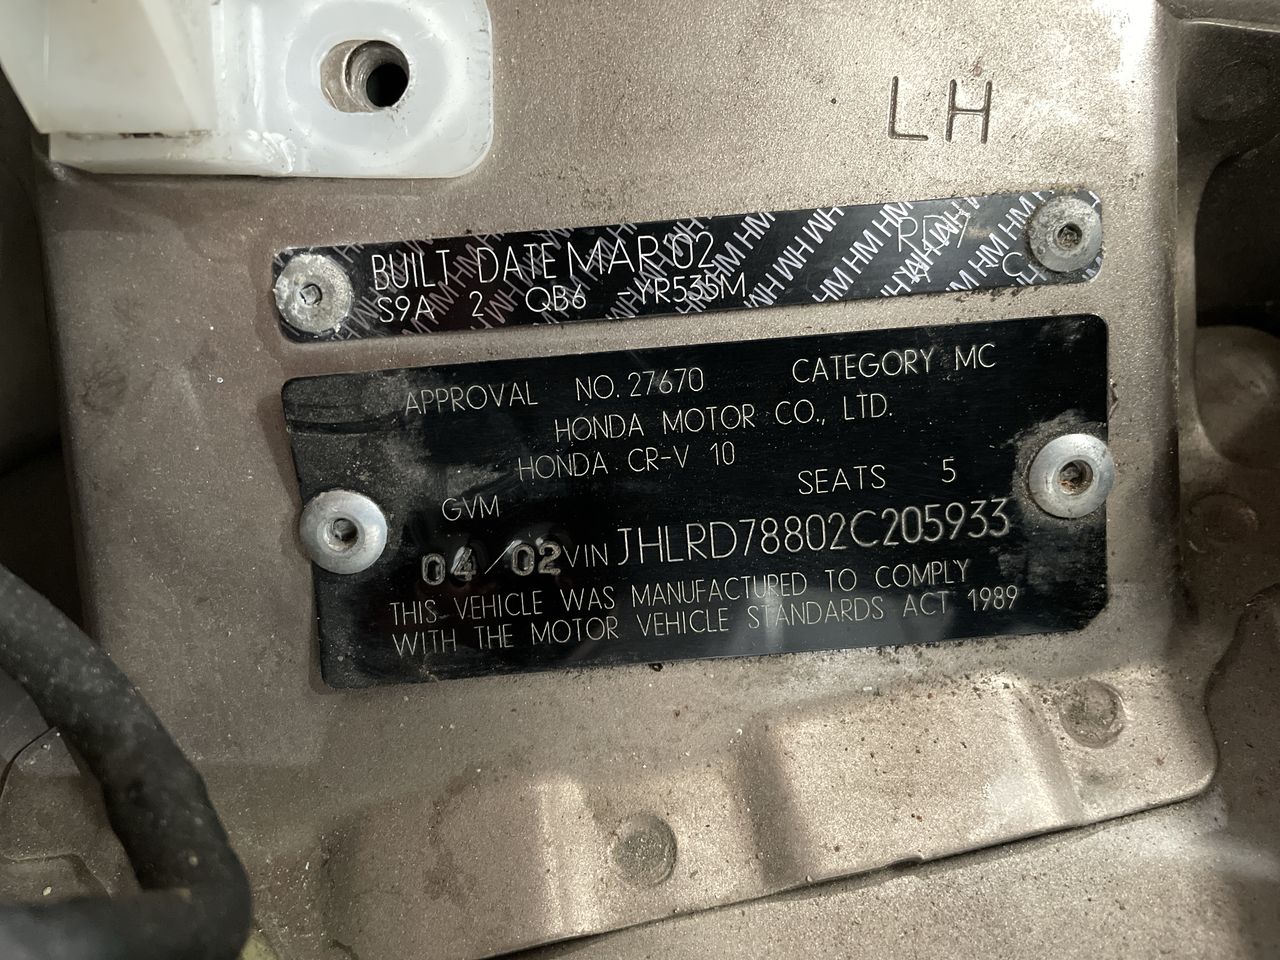 LH
BUILT DATE MAR 02 RD7
S9A 2 QB6 -YR535M A -C
APPROVAL NO. 27670 CATEGORY MC
HONDA MOTOR CO., LTD.
HONDA CR-V 10
GVM SEATS 5
04/02 VIN JHLRD78802C205933
THIS VEHICLE WAS MANUFACTURED TO COMPLY
WITH THE MOTOR VEHICLE STANDARDS ACT 1989